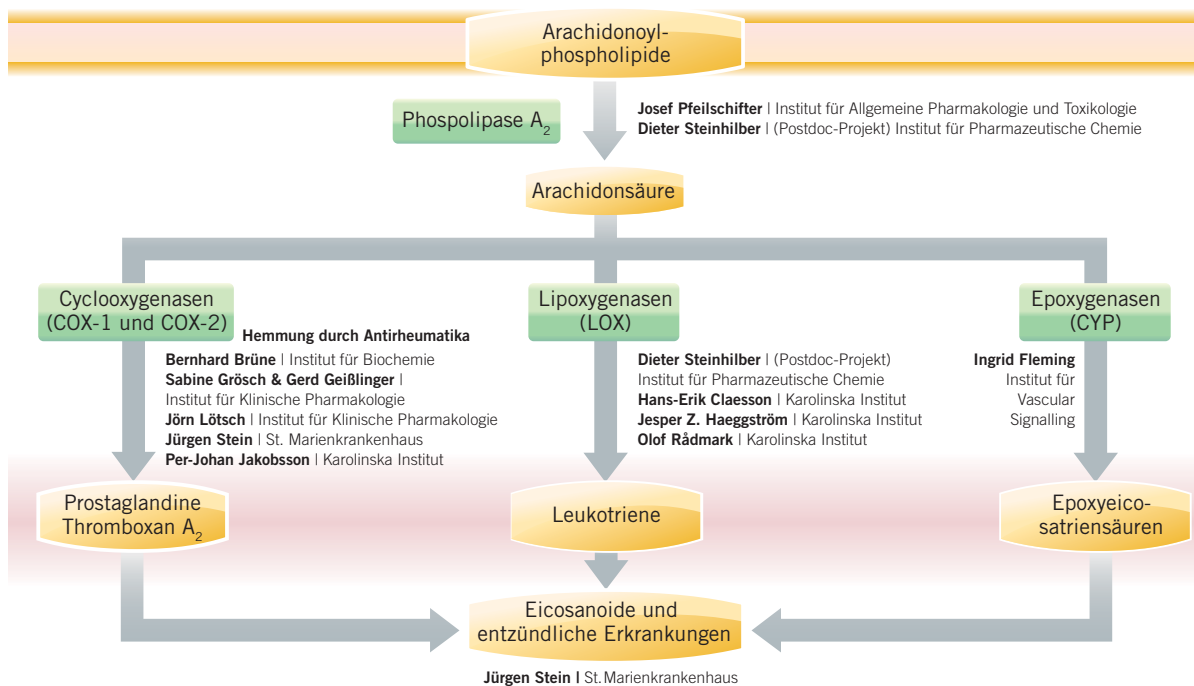 Arachidonoyl-
phospholipide
Phospolipase A₂
Josef Pfeilschifter | Institut für Allgemeine Pharmakologie und Toxikologie
Dieter Steinhilber | (Postdoc-Projekt) Institut für Pharmazeutische Chemie
Arachidonsäure
Cyclooxygenasen
(COX-1 und COX-2)
Hemmung durch Antirheumatika
Bernhard Brüne | Institut für Biochemie
Sabine Grösch & Gerd Geißlinger |
Institut für Klinische Pharmakologie
Jörn Lötsch | Institut für Klinische Pharmakologie
Jürgen Stein | St. Marienkrankenhaus
Per-Johan Jakobsson | Karolinska Institut
Lipoxygenasen
(LOX)
Dieter Steinhilber | (Postdoc-Projekt)
Institut für Pharmazeutische Chemie
Hans-Erik Claesson | Karolinska Institut
Jesper Z. Haeggström | Karolinska Institut
Olof Rådmark | Karolinska Institut
Epoxygenasen
(CYP)
Ingrid Fleming
Institut für
Vascular
Signalling
Prostaglandine
Thromboxan A₂
Leukotriene
Epoxyeico-
satriensäuren
Eicosanoide und
entzündliche Erkrankungen
Jürgen Stein | St. Marienkrankenhaus